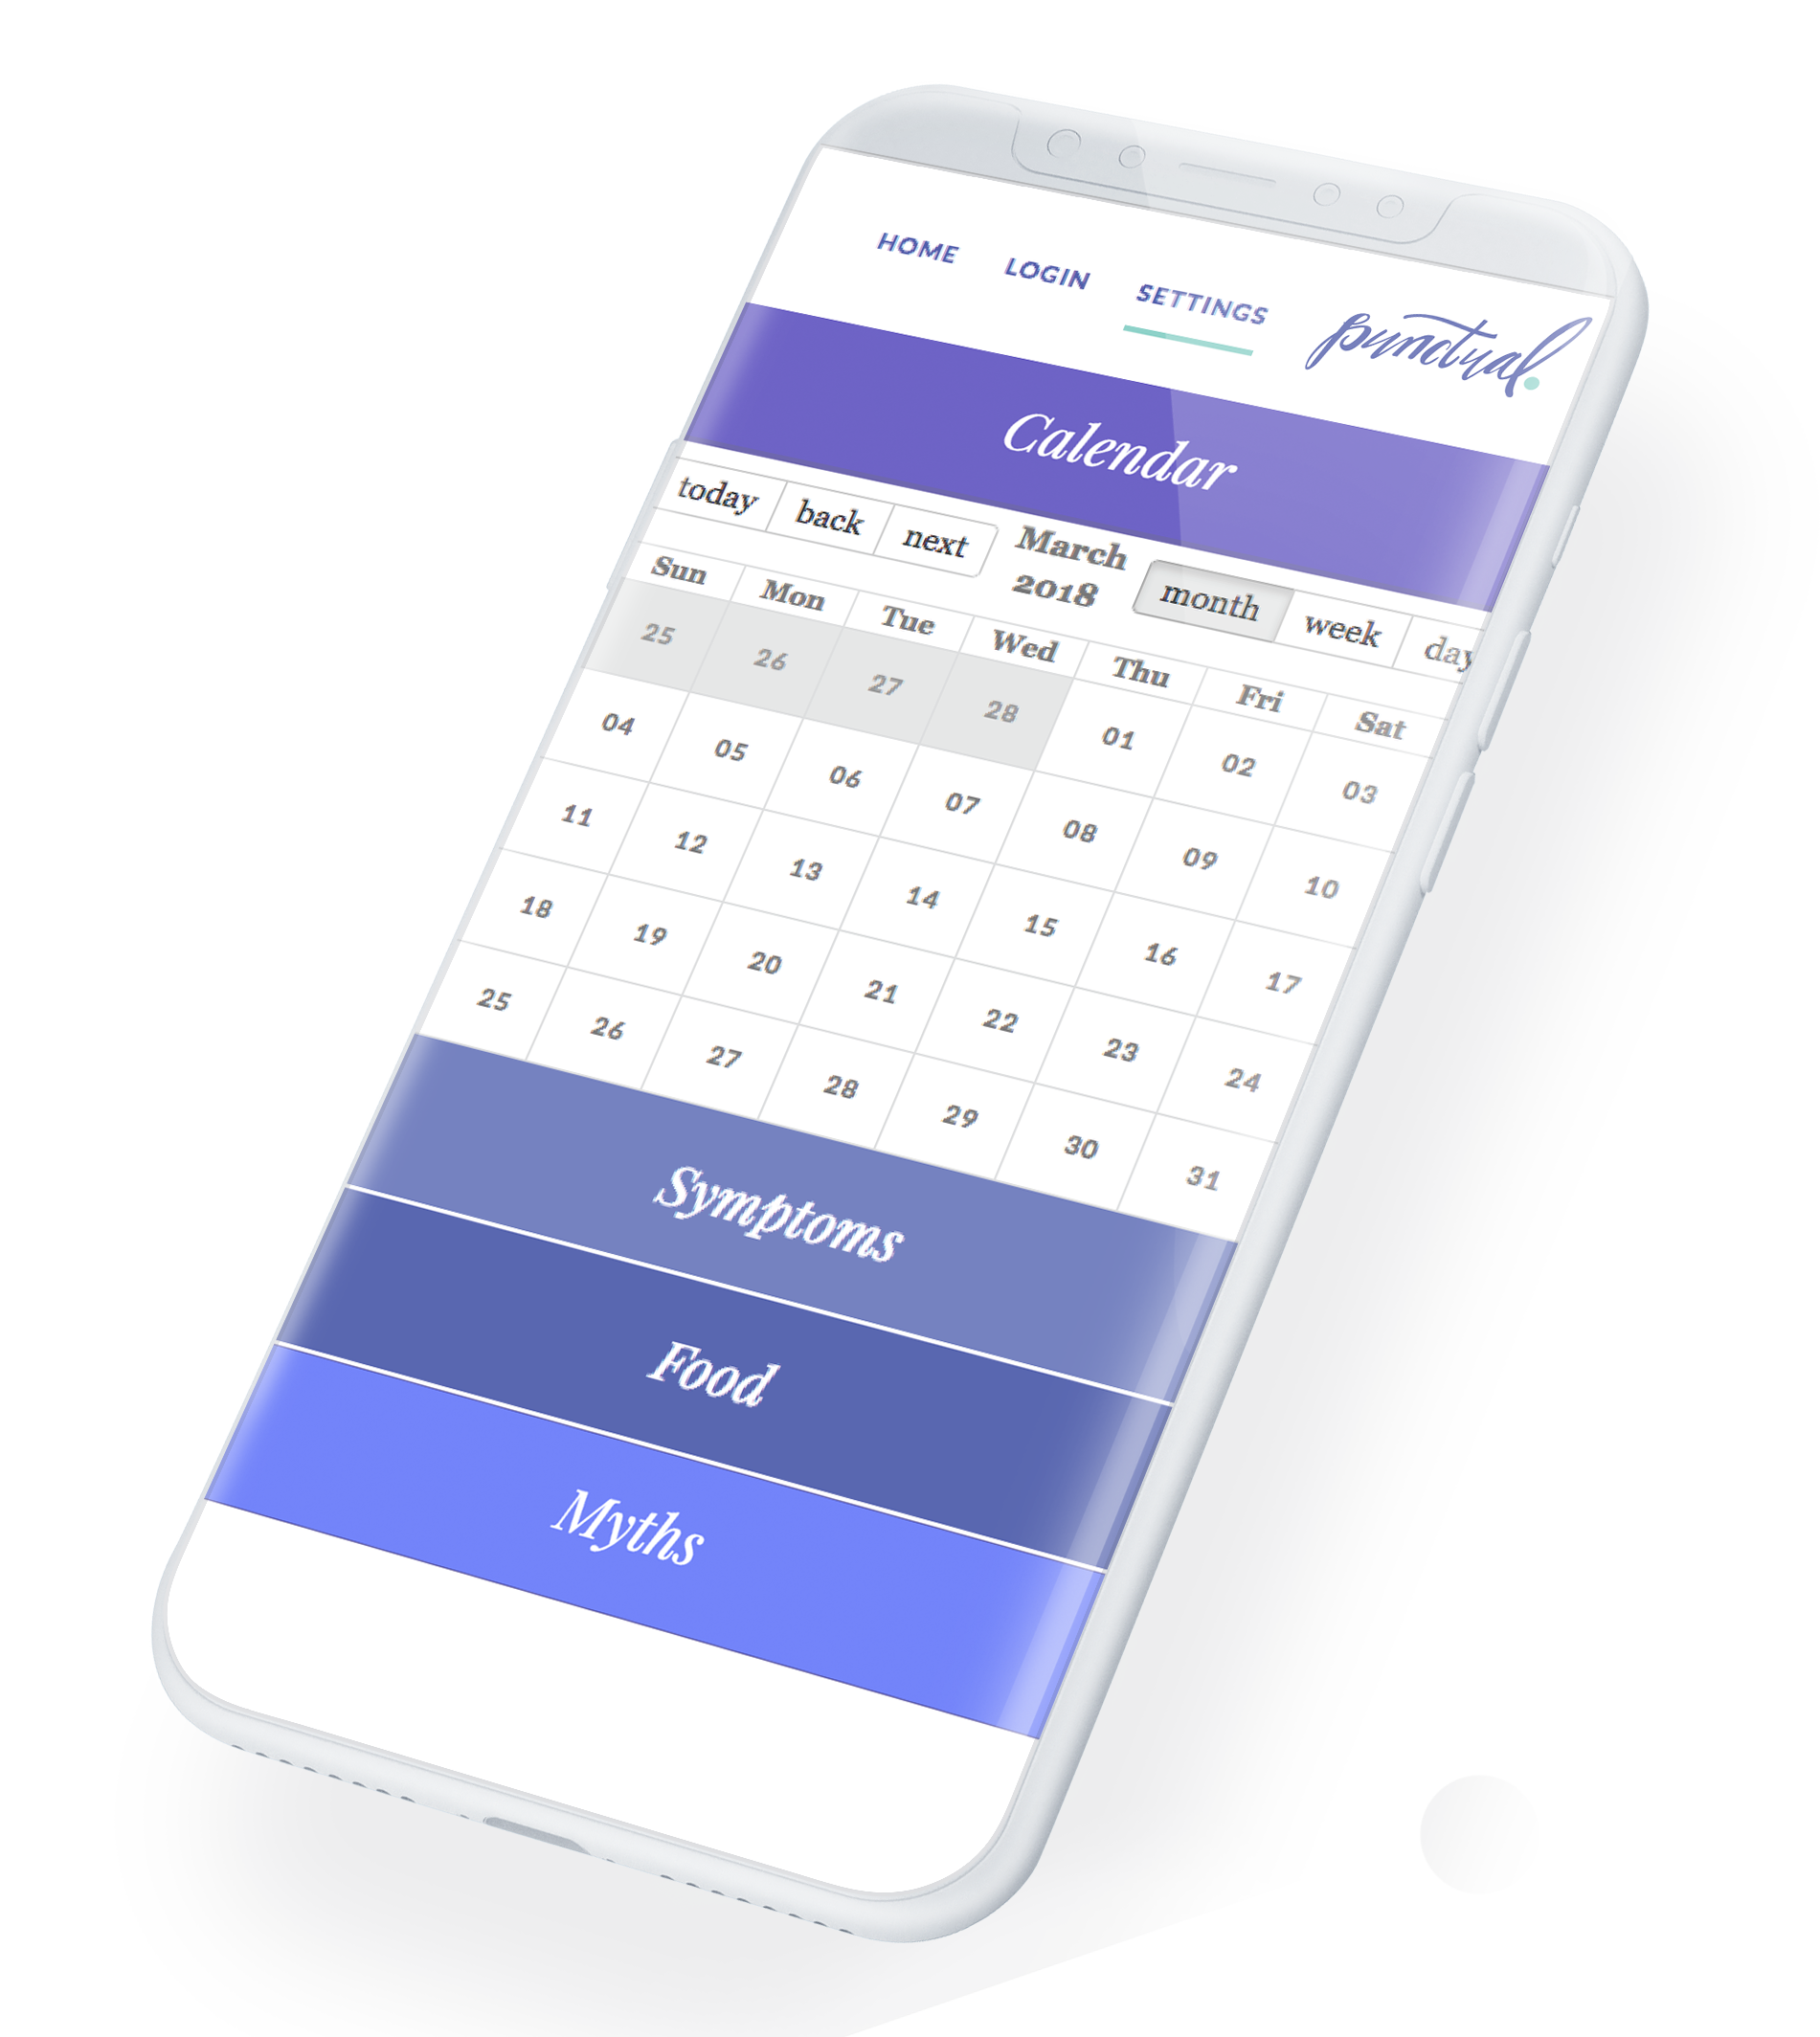 HOME LOGIN SETTINGS punctual.
Calendar
today back next March 2018 month week day
Sun Mon Tue Wed Thu Fri Sat
25 26 27 28 01 02 03
04 05 06 07 08 09 10
11 12 13 14 15 16 17
18 19 20 21 22 23 24
25 26 27 28 29 30 31
Symptoms
Food
Myths